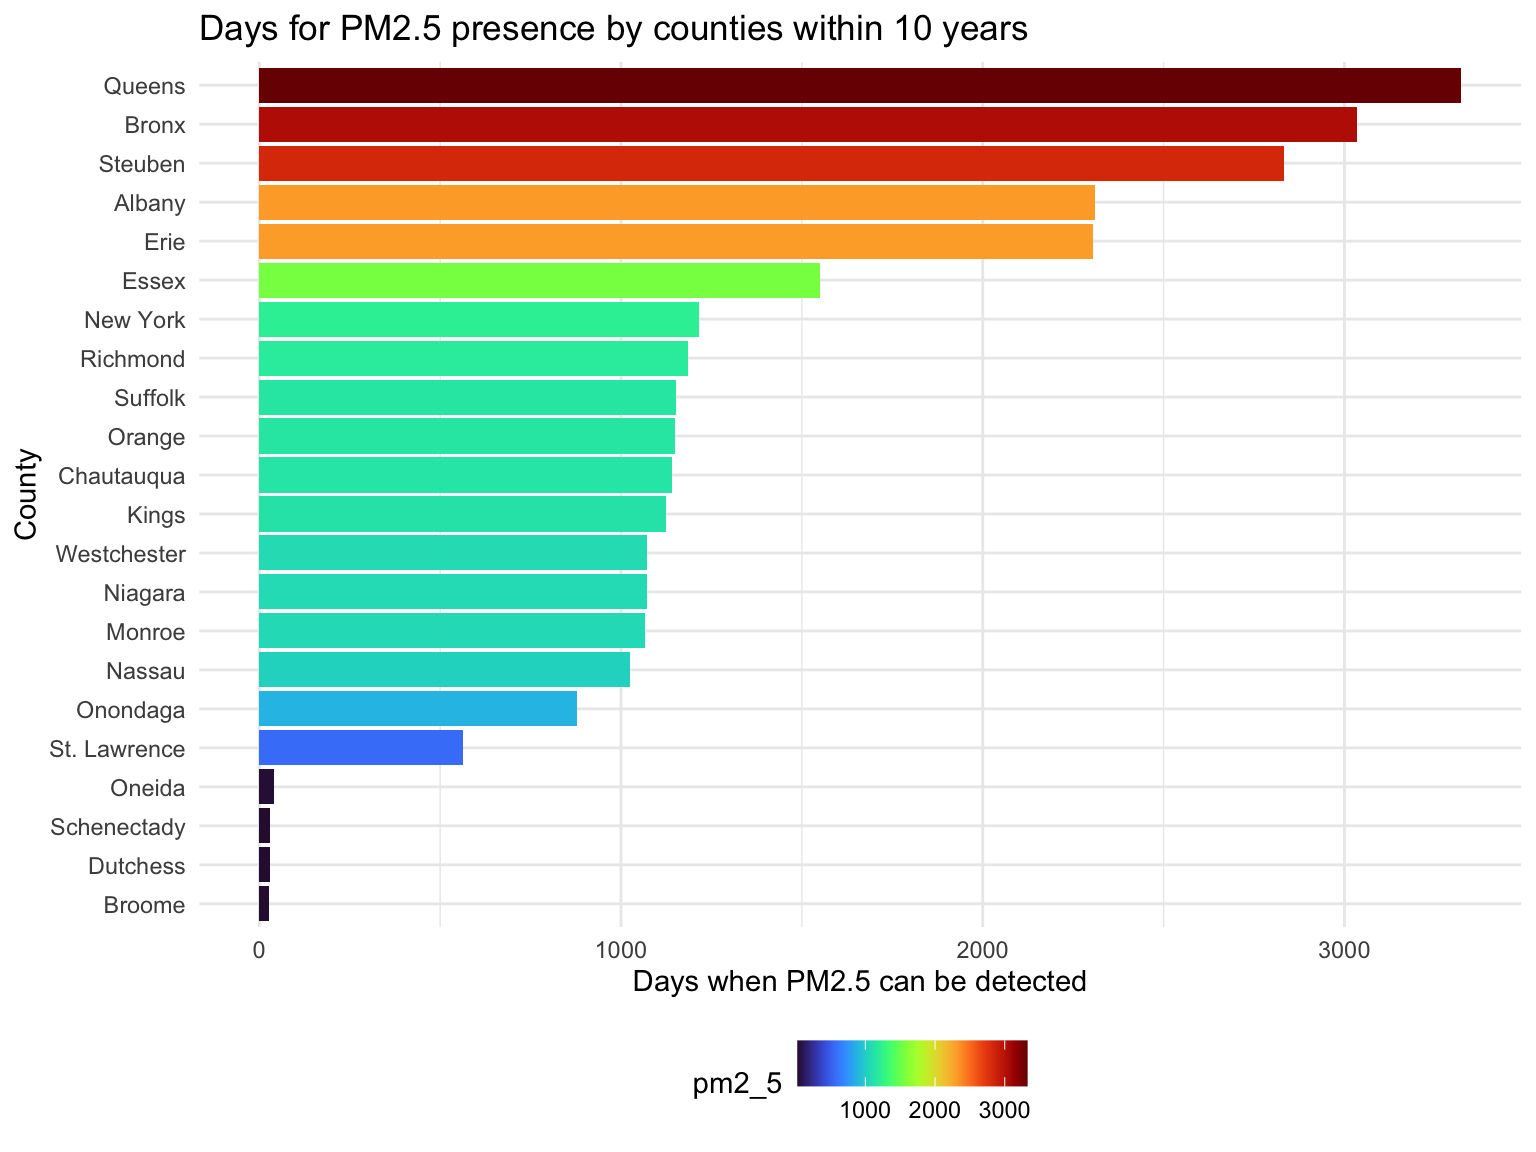 Days for PM2.5 presence by counties within 10 years
Queens
Bronx
Steuben
Albany
Erie
Essex
New York
Richmond
Suffolk
Orange
Chautauqua
Kings
Westchester
Niagara
Monroe
Nassau
Onondaga
St. Lawrence
Oneida
Schenectady
Dutchess
Broome
County
0 1000 2000 3000
Days when PM2.5 can be detected
pm2_5
1000 2000 3000